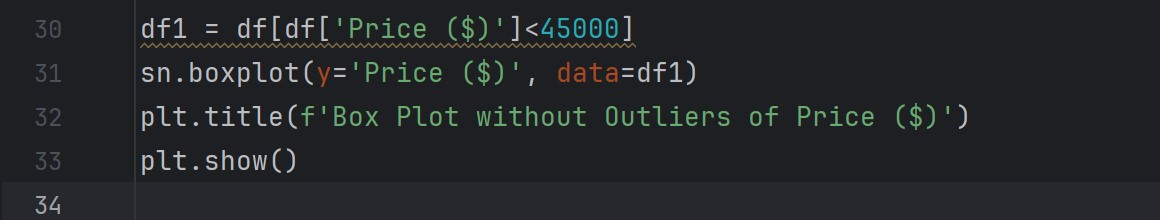 30 df1 = df[df['Price ($)']<45000]
31 sn.boxplot(y='Price ($)', data=df1)
32 plt.title(f'Box Plot without Outliers of Price ($)')
33 plt.show()
34